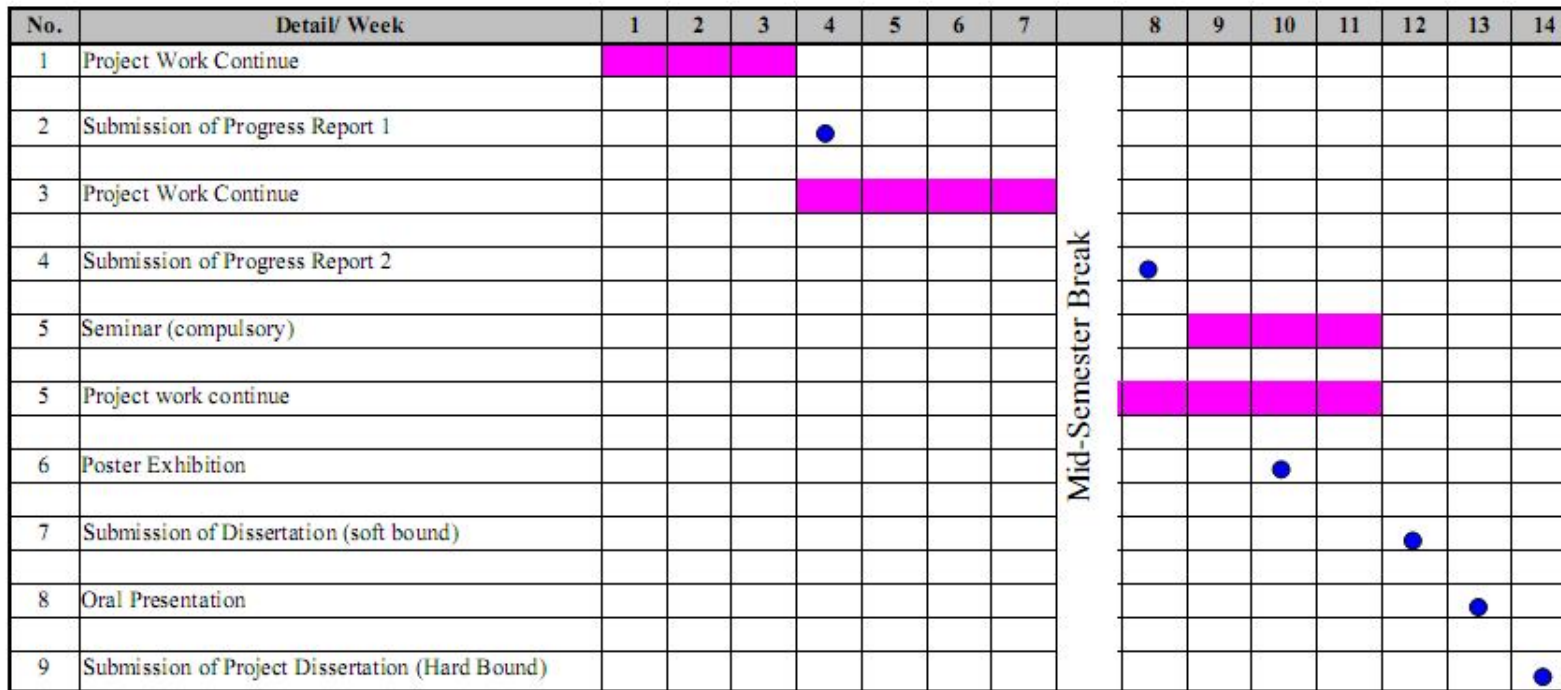 No. Detail/ Week 1 2 3 4 5 6 7 8 9 10 11 12 13 14
1 Project Work Continue
2 Submission of Progress Report 1
3 Project Work Continue
4 Submission of Progress Report 2
5 Seminar (compulsory)
5 Project work continue
6 Poster Exhibition
7 Submission of Dissertation (soft bound)
8 Oral Presentation
9 Submission of Project Dissertation (Hard Bound)
Mid-Semester Break